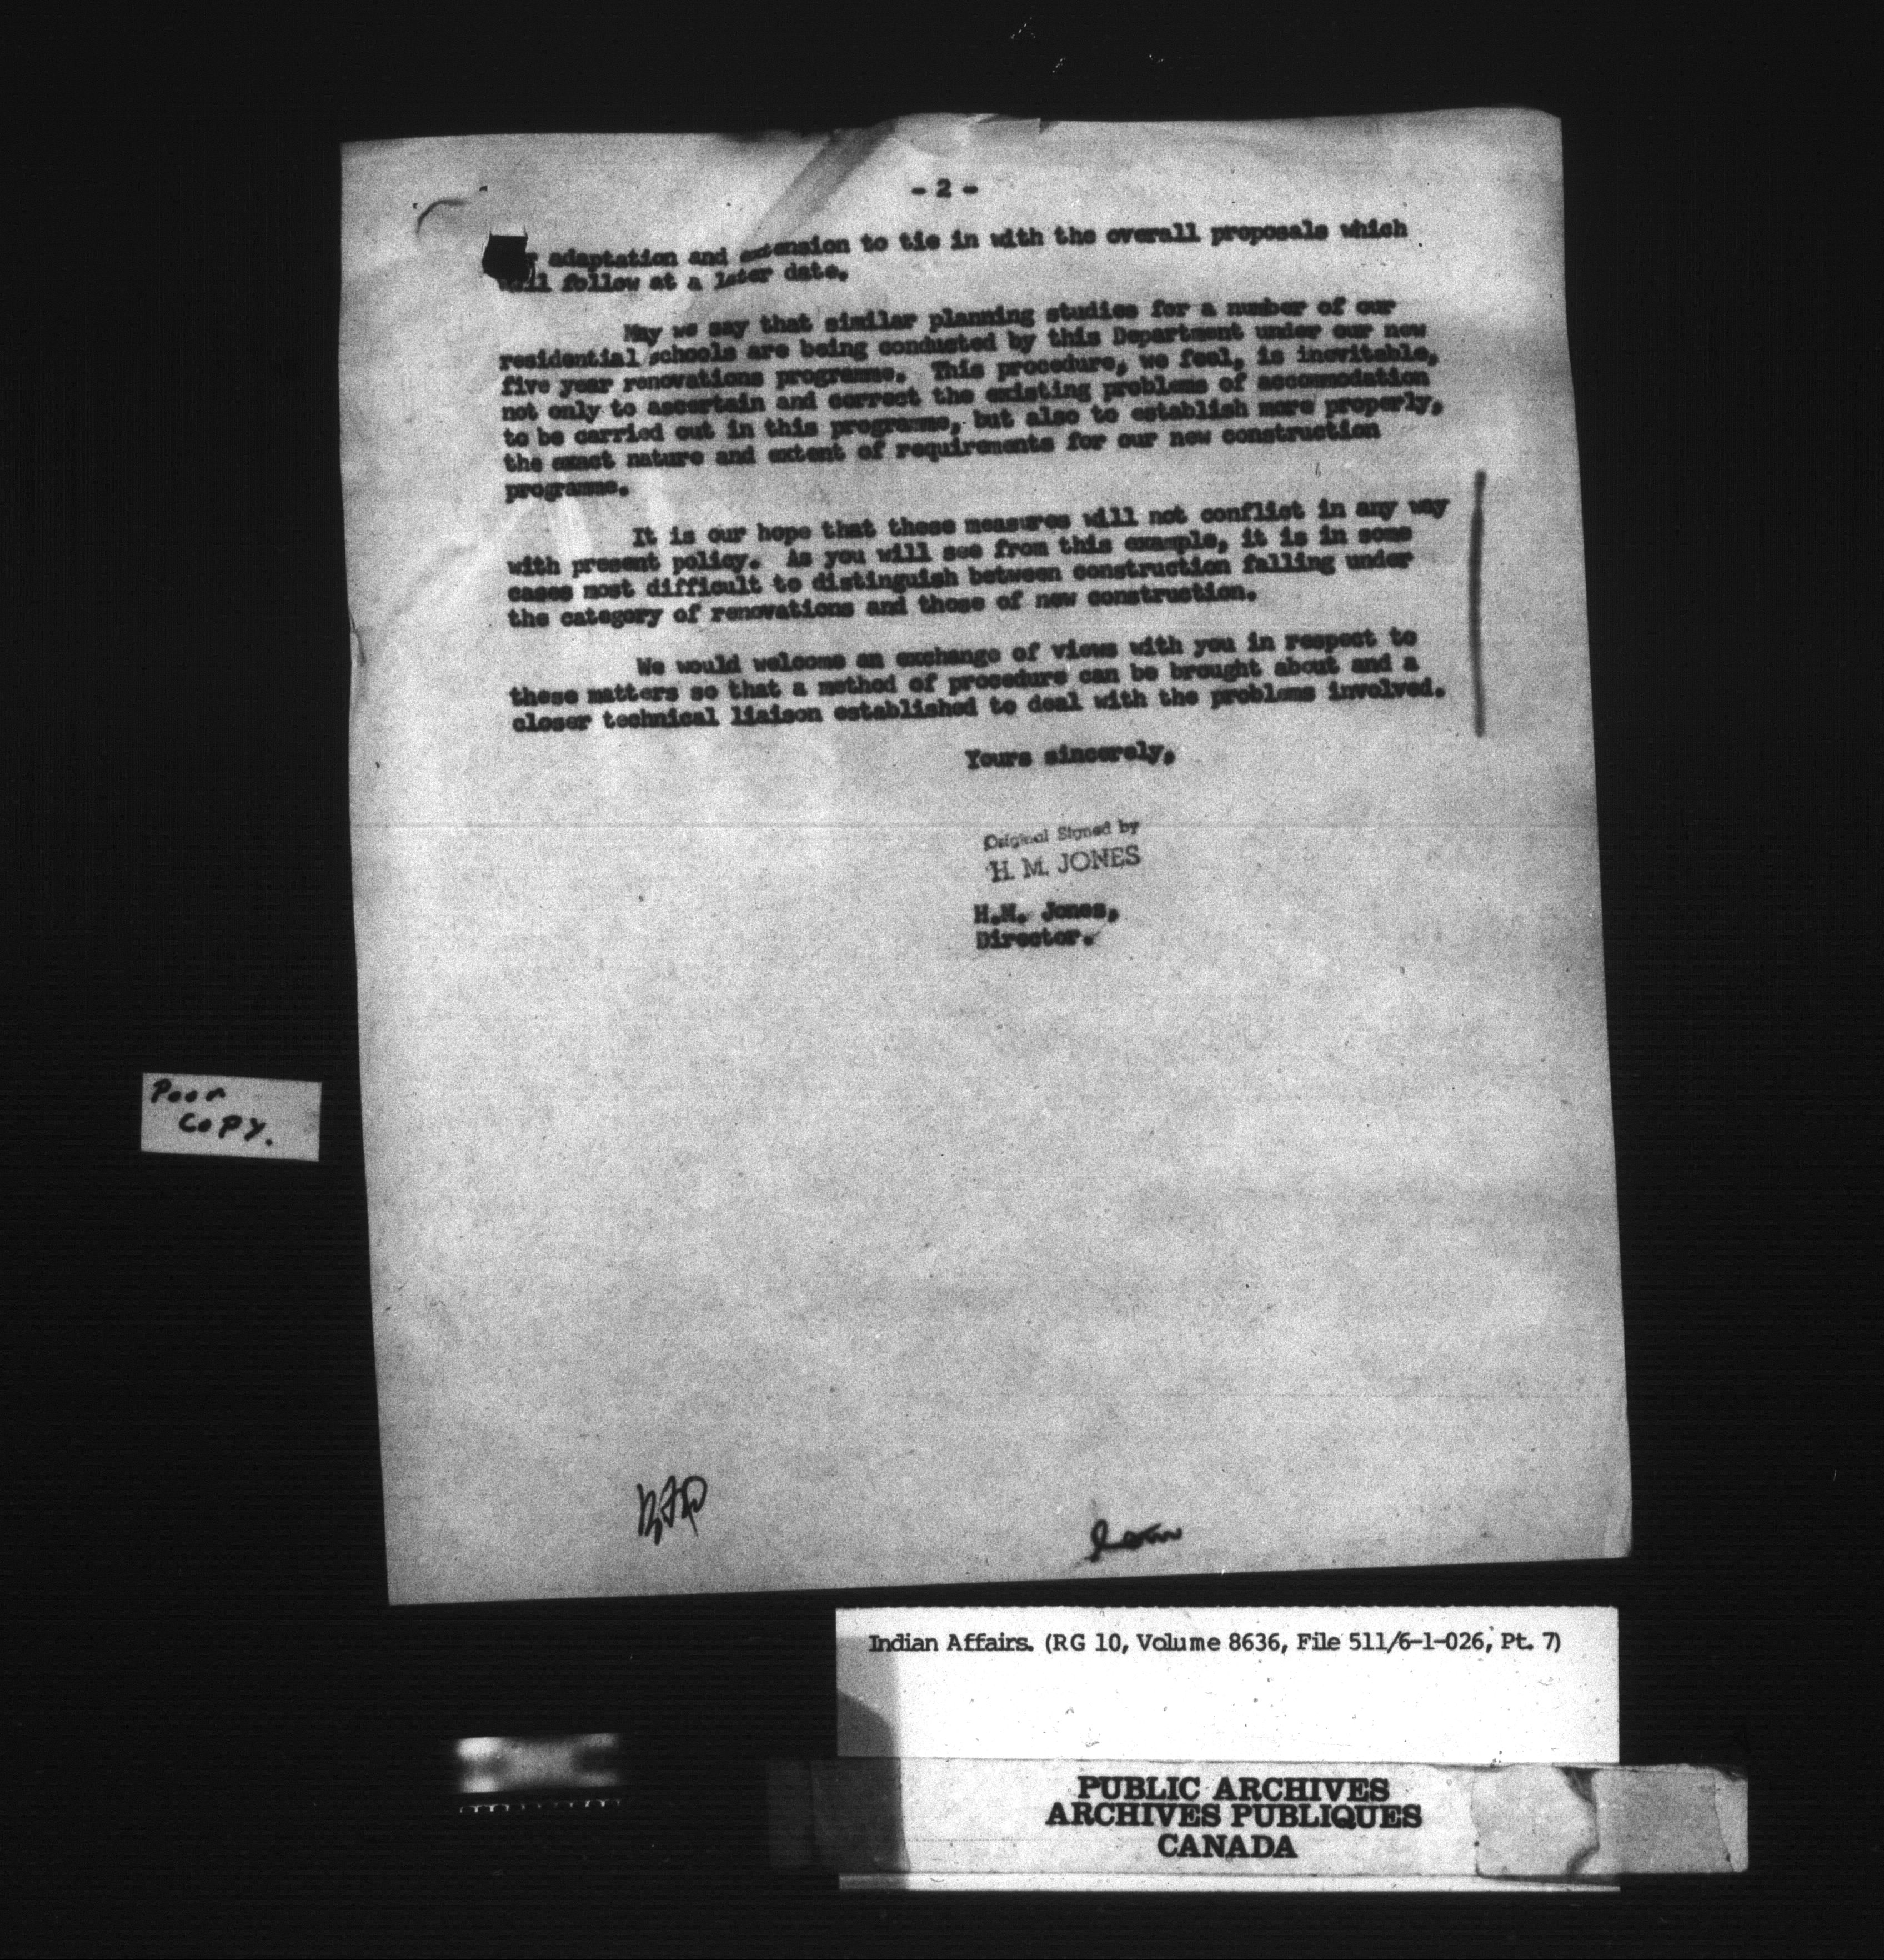 - 2 -
adaptation and extension to tie in with the overall proposals which
will follow at a later date.
May we say that similar planning studies for a number of our
residential schools are being conducted by this Department under our new
five year renovations programme. This procedure, we feel, is inevitable,
not only to ascertain and correct the existing problems of accommodation
to be carried out in this programme, but also to establish more properly,
the exact nature and extent of requirements for our new construction
programme.
It is our hope that these measures will not conflict in any way
with present policy. As you will see from this example, it is in some
cases most difficult to distinguish between construction falling under
the category of renovations and those of new construction.
We would welcome an exchange of views with you in respect to
these matters so that a method of procedure can be brought about and a
closer technical liaison established to deal with the problems involved.
Yours sincerely,
Original Signed by
H. M. JONES
H.M. Jones,
Director.
Poor
COPY.
Indian Affairs. (RG 10, Volume 8636, File 511/6-1-026, Pt. 7)
PUBLIC ARCHIVES
ARCHIVES PUBLIQUES
CANADA